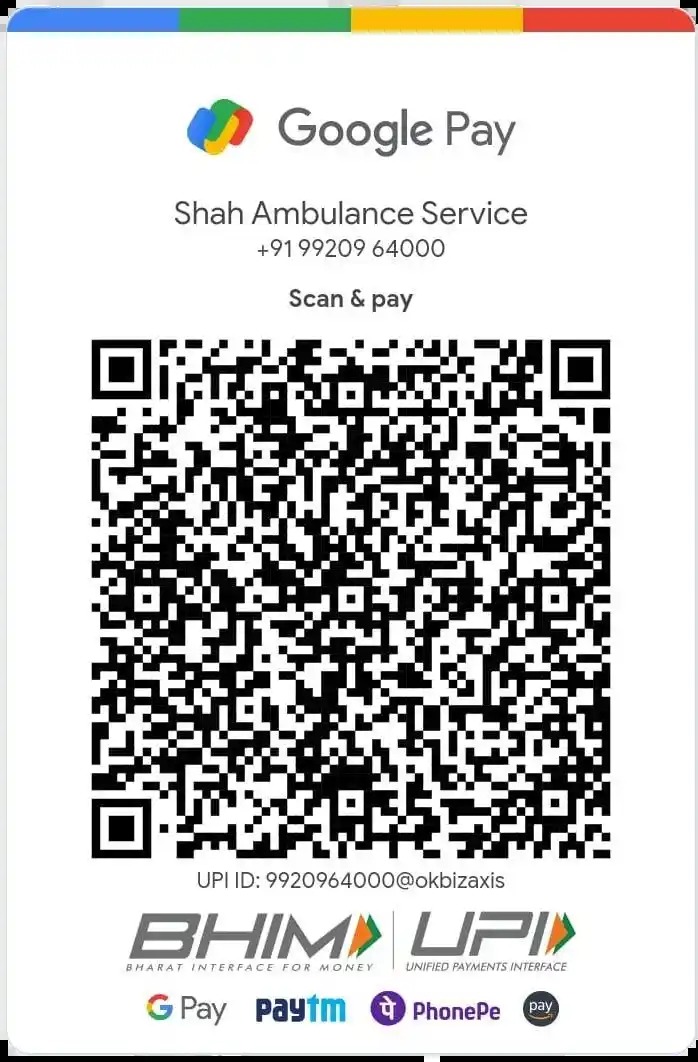 Google Pay
Shah Ambulance Service
+91 99209 64000
Scan & pay
UPI ID: 9920964000@okbizaxis
BHIM UPI
BHARAT INTERFACE FOR MONEY UNIFIED PAYMENTS INTERFACE
G Pay paytm पे PhonePe pay